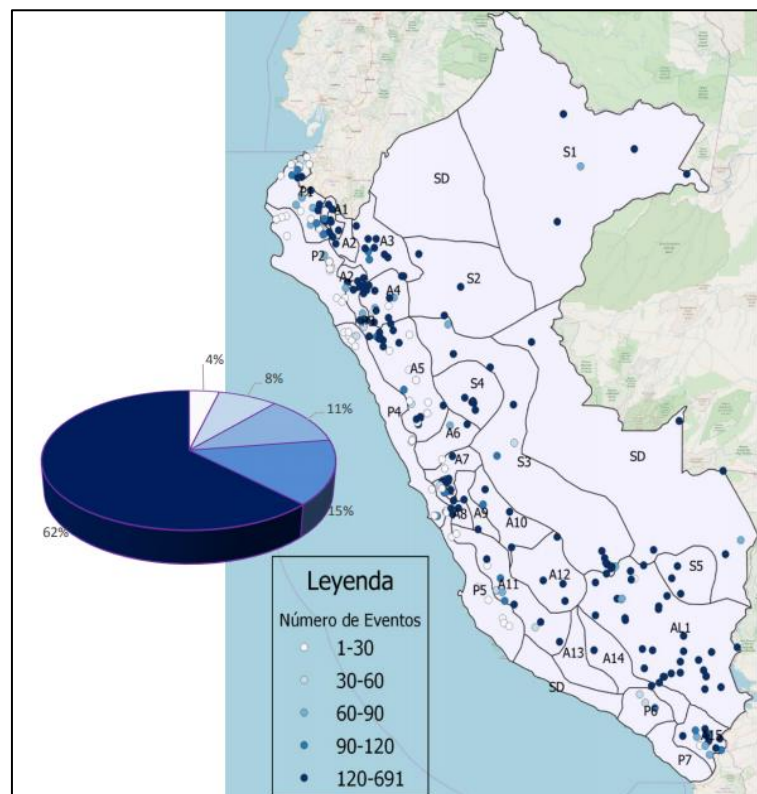 S1
SD
P1
A1
A2
A3
P2
A2
A4
S2
A5
S4
P4
A6
S3
SD
4%
8%
11%
15%
62%
A7
A8
A9
A10
A11
A12
S5
P5
AL1
A13
A14
SD
P6
A15
P7
Leyenda
Número de Eventos
1-30
30-60
60-90
90-120
120-691